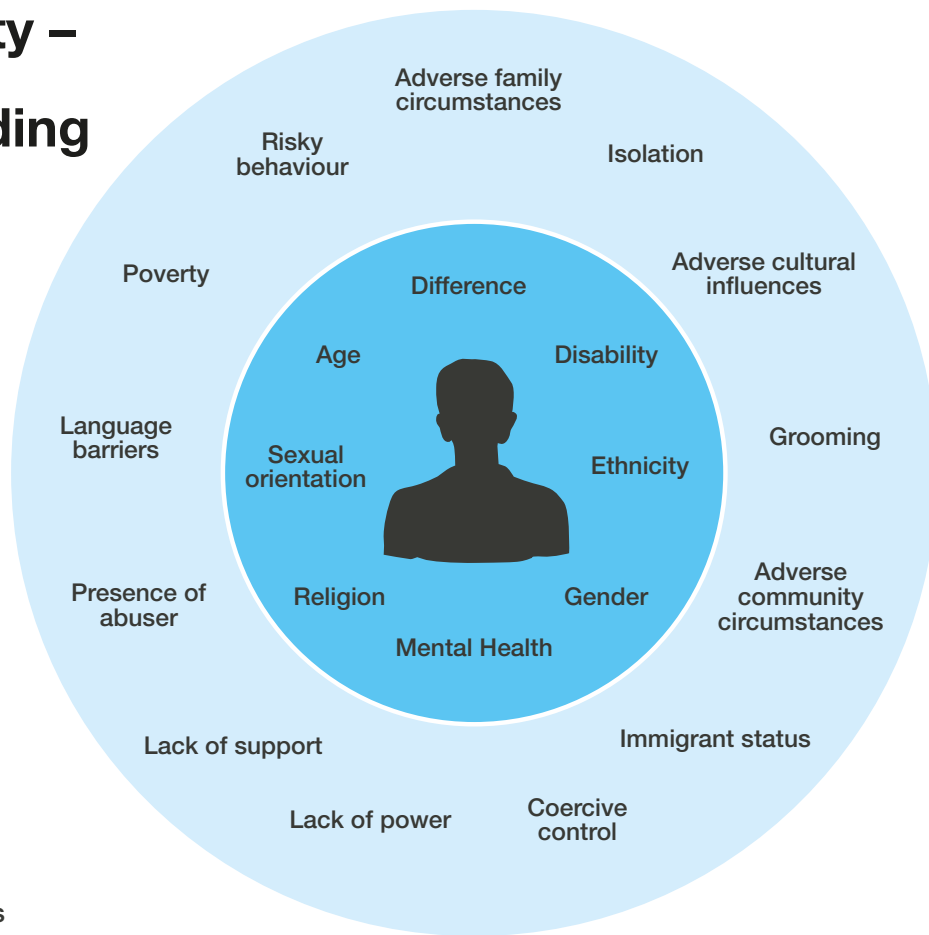 ty –
ding
Adverse family
circumstances
Risky
behaviour
Isolation
Poverty
Adverse cultural
influences
Difference
Age
Disability
Language
barriers
Grooming
Sexual
orientation
Ethnicity
Presence of
abuser
Adverse
community
circumstances
Religion
Gender
Mental Health
Lack of support
Immigrant status
Lack of power
Coercive
control
s